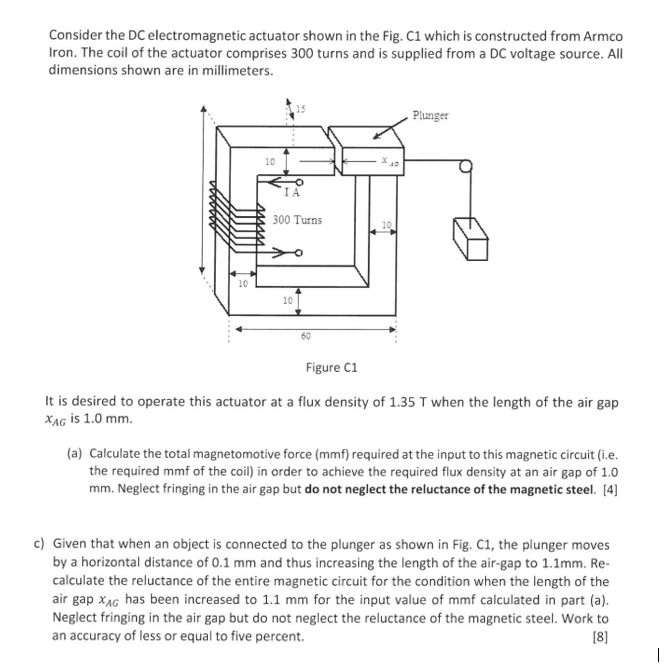 Consider the DC electromagnetic actuator shown in the Fig. C1 which is constructed from Armco
Iron. The coil of the actuator comprises 300 turns and is supplied from a DC voltage source. All
dimensions shown are in millimeters.
15
Plunger
10
X AG
I A
300 Turns
10
10
10
60
Figure C1
It is desired to operate this actuator at a flux density of 1.35 T when the length of the air gap
XAG is 1.0 mm.
(a) Calculate the total magnetomotive force (mmf) required at the input to this magnetic circuit (i.e.
the required mmf of the coil) in order to achieve the required flux density at an air gap of 1.0
mm. Neglect fringing in the air gap but do not neglect the reluctance of the magnetic steel. [4]
c) Given that when an object is connected to the plunger as shown in Fig. C1, the plunger moves
by a horizontal distance of 0.1 mm and thus increasing the length of the air-gap to 1.1mm. Re-
calculate the reluctance of the entire magnetic circuit for the condition when the length of the
air gap XAG has been increased to 1.1 mm for the input value of mmf calculated in part (a).
Neglect fringing in the air gap but do not neglect the reluctance of the magnetic steel. Work to
an accuracy of less or equal to five percent. [8]